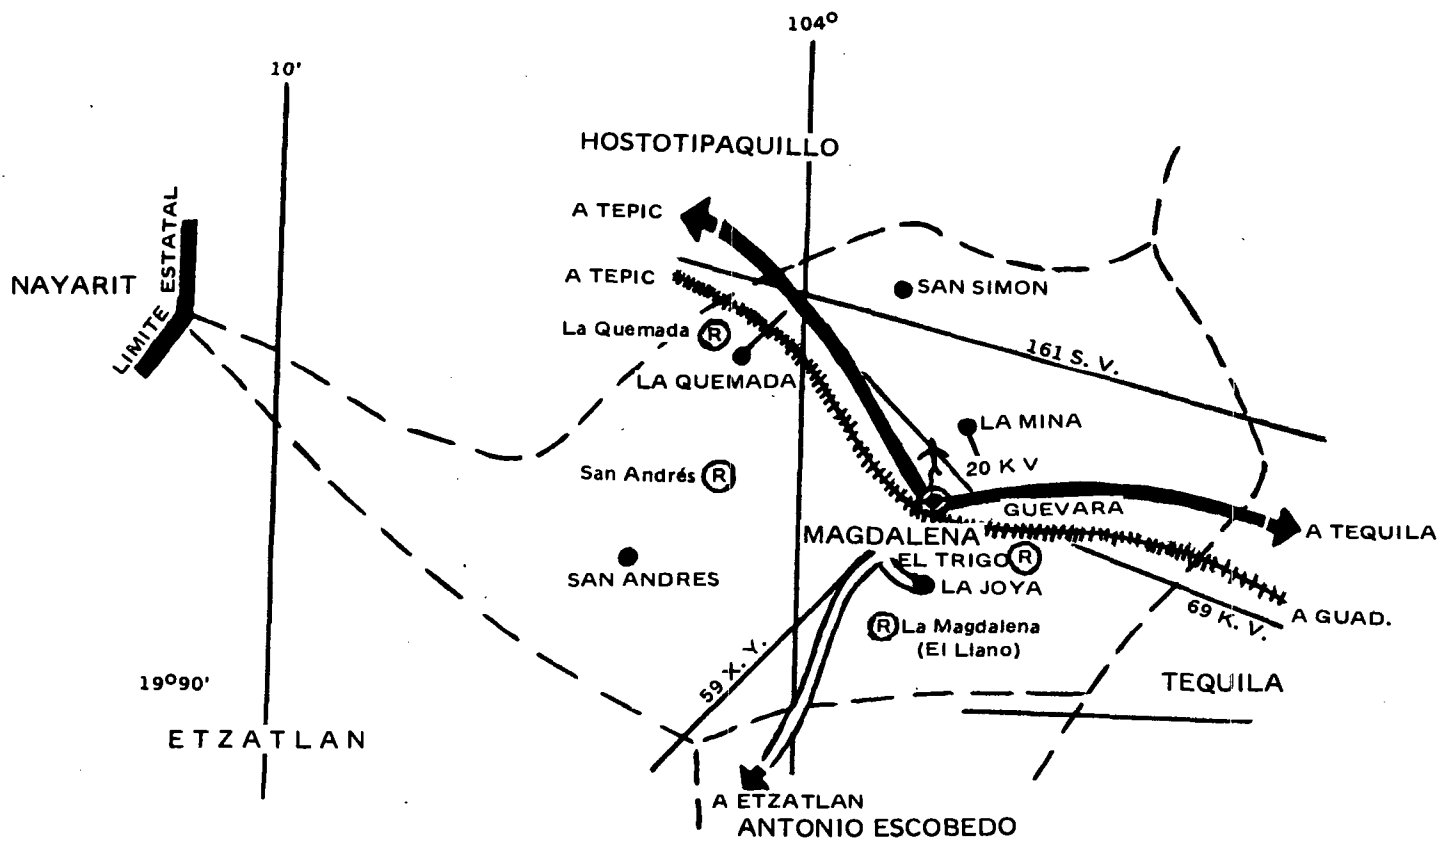 104°
10'
HOSTOTIPAQUILLO
A TEPIC
LIMITE ESTATAL
NAYARIT
A TEPIC
SAN SIMON
La Quemada R
161 S. V.
LA QUEMADA
LA MINA
San Andrés R
20 K V
GUEVARA
MAGDALENA
A TEQUILA
EL TRIGO R
SAN ANDRES
LA JOYA
69 K. V.
A GUAD.
R La Magdalena
(El Llano)
59 X. Y.
19°90'
TEQUILA
ETZATLAN
A ETZATLAN
ANTONIO ESCOBEDO